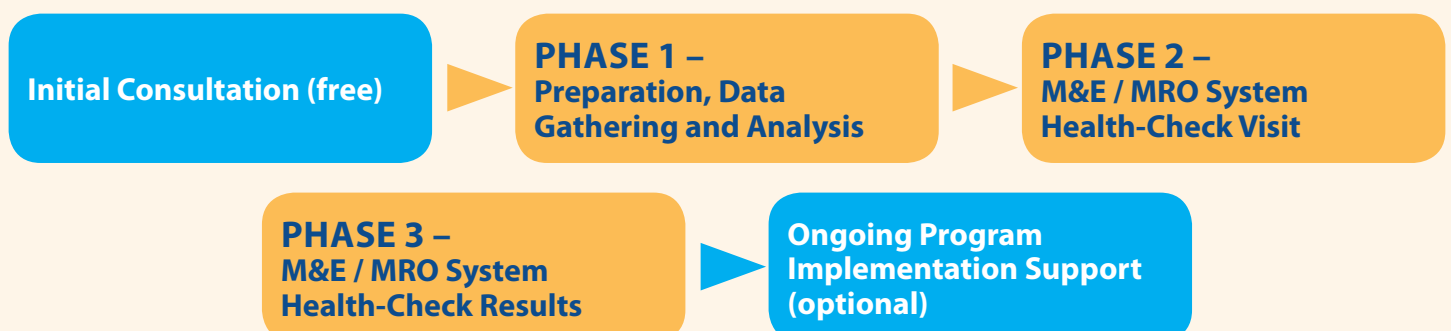 Initial Consultation (free)
PHASE 1 –
Preparation, Data
Gathering and Analysis
PHASE 2 –
M&E / MRO System
Health-Check Visit
PHASE 3 –
M&E / MRO System
Health-Check Results
Ongoing Program
Implementation Support
(optional)